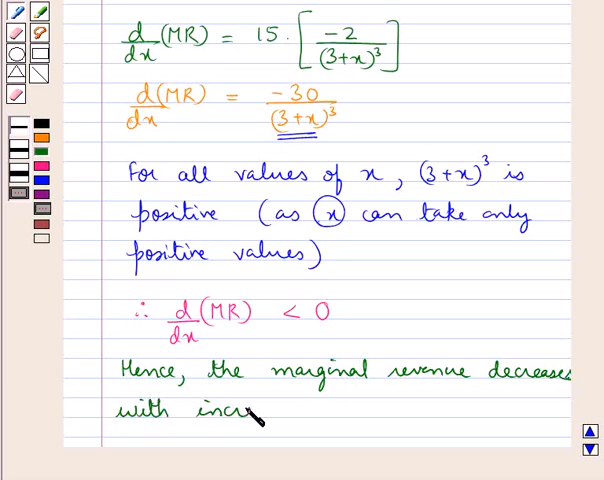 d/dx (MR) = 15 · [ -2/(3+x)³ ]
d(MR)/dx = -30/(3+x)³
For all values of x, (3+x)³ is
positive (as x can take only
positive values)
∴ d/dx (MR) < 0
Hence, the marginal revenue decreases
with incr